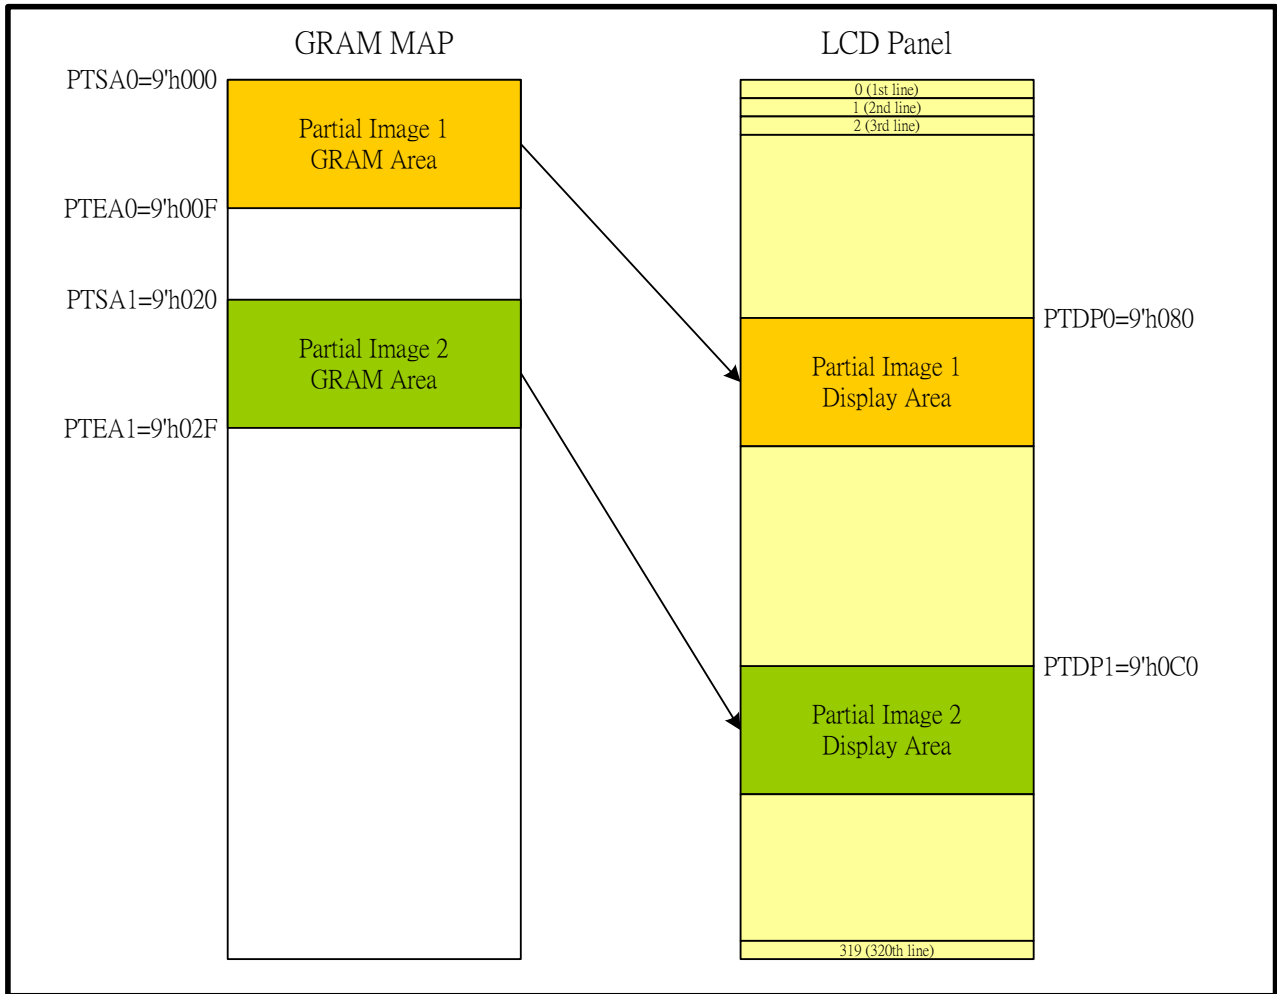 GRAM MAP
PTSA0=9'h000
Partial Image 1
GRAM Area
PTEA0=9'h00F
PTSA1=9'h020
Partial Image 2
GRAM Area
PTEA1=9'h02F
LCD Panel
0 (1st line)
1 (2nd line)
2 (3rd line)
PTDP0=9'h080
Partial Image 1
Display Area
PTDP1=9'h0C0
Partial Image 2
Display Area
319 (320th line)